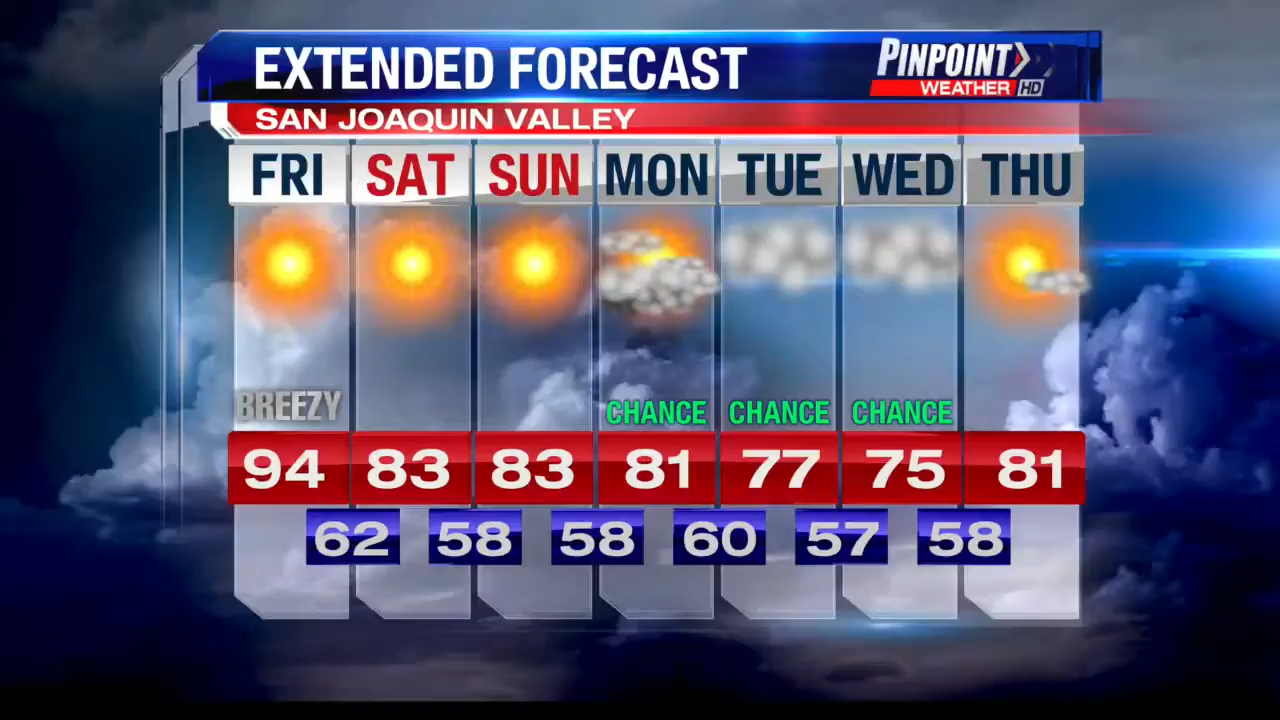 EXTENDED FORECAST
PINPOINT
WEATHER HD
SAN JOAQUIN VALLEY
FRI SAT SUN MON TUE WED THU
BREEZY CHANCE CHANCE CHANCE
94 83 83 81 77 75 81
62 58 58 60 57 58